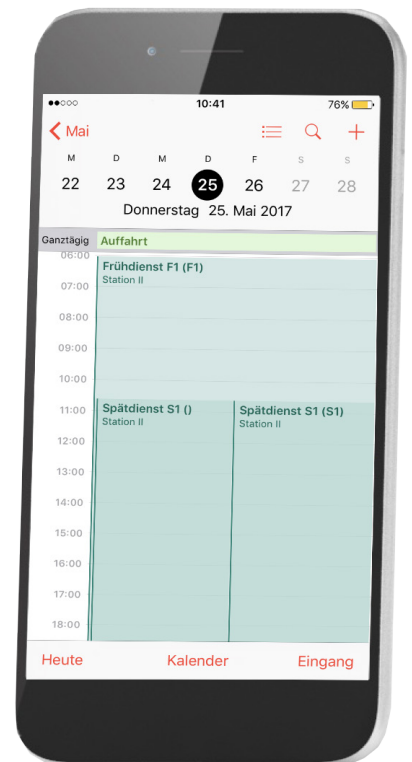 10:41 76%
Mai
M D M D F S S
22 23 24 25 26 27 28
Donnerstag 25. Mai 2017
Ganztägig Auffahrt
06:00
Frühdienst F1 (F1)
Station II
07:00
08:00
09:00
10:00
11:00 Spätdienst S1 () Spätdienst S1 (S1)
Station II Station II
12:00
13:00
14:00
15:00
16:00
17:00
18:00
Heute Kalender Eingang